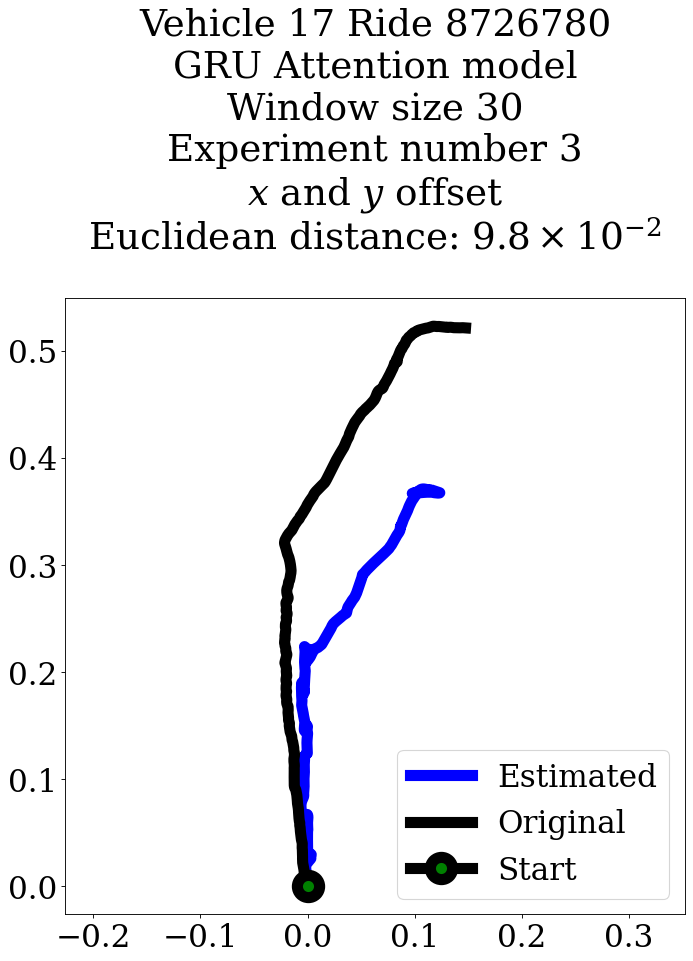 Vehicle 17 Ride 8726780
GRU Attention model
Window size 30
Experiment number 3
x and y offset
Euclidean distance: 9.8 × 10⁻²
0.5
0.4
0.3
0.2
0.1
0.0
Estimated
Original
Start
−0.2 −0.1 0.0 0.1 0.2 0.3